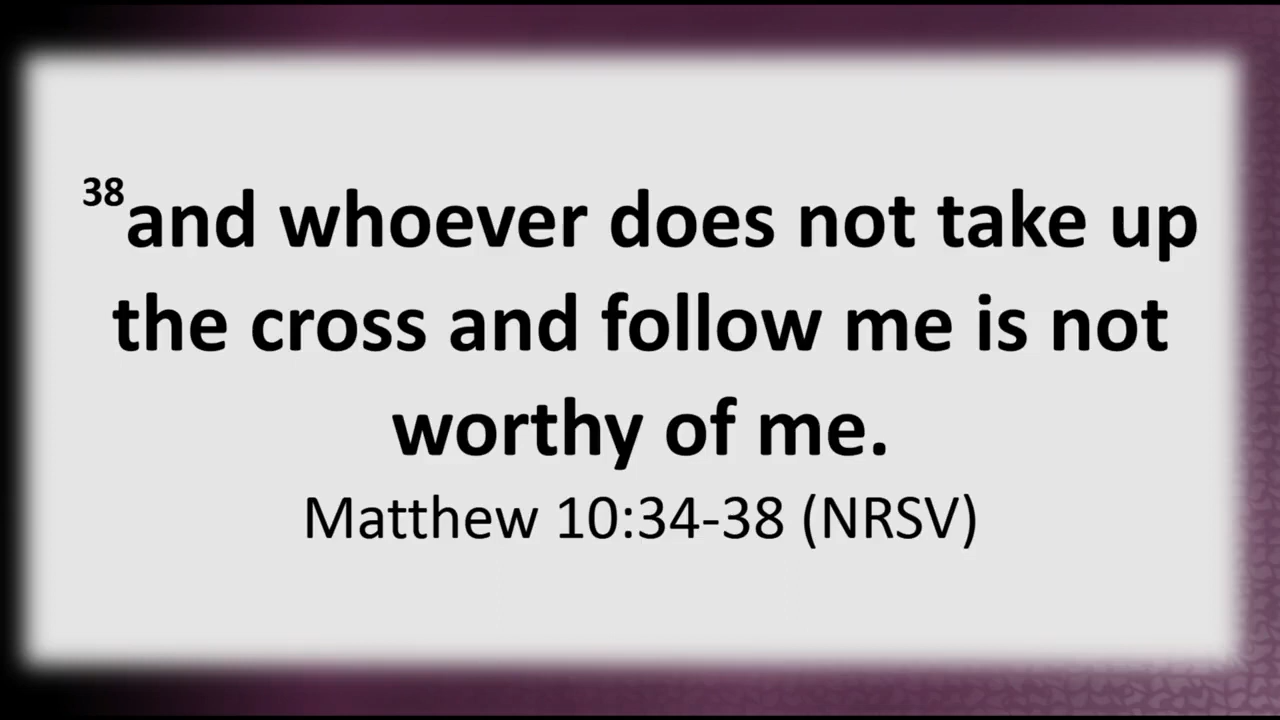 38and whoever does not take up
the cross and follow me is not
worthy of me.
Matthew 10:34-38 (NRSV)